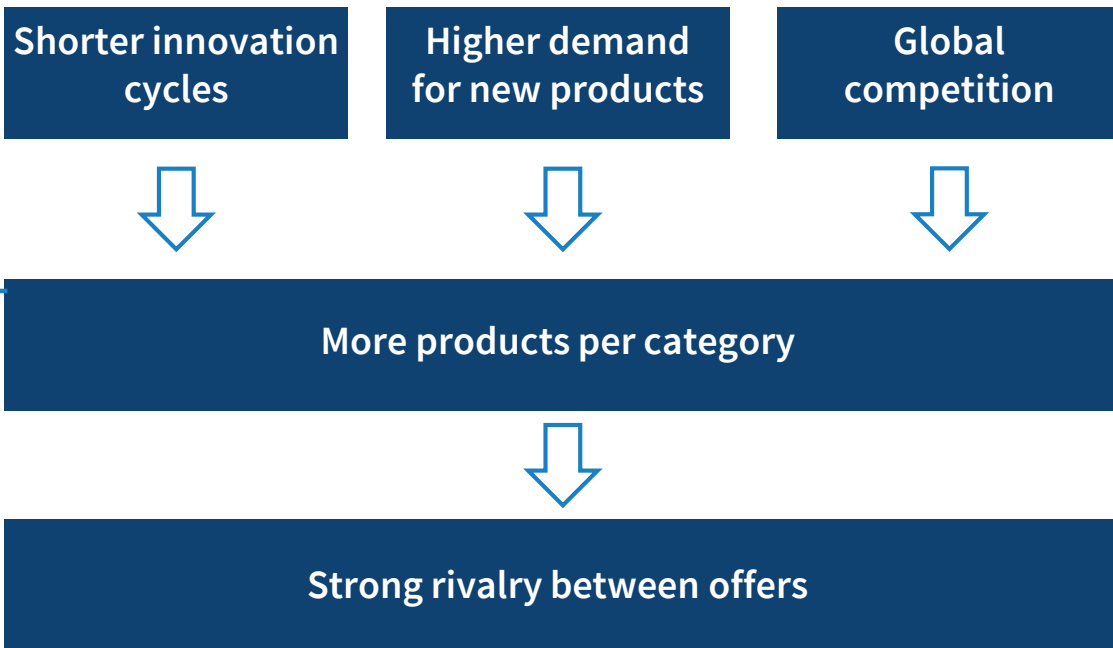 Shorter innovation
cycles
Higher demand
for new products
Global
competition
More products per category
Strong rivalry between offers